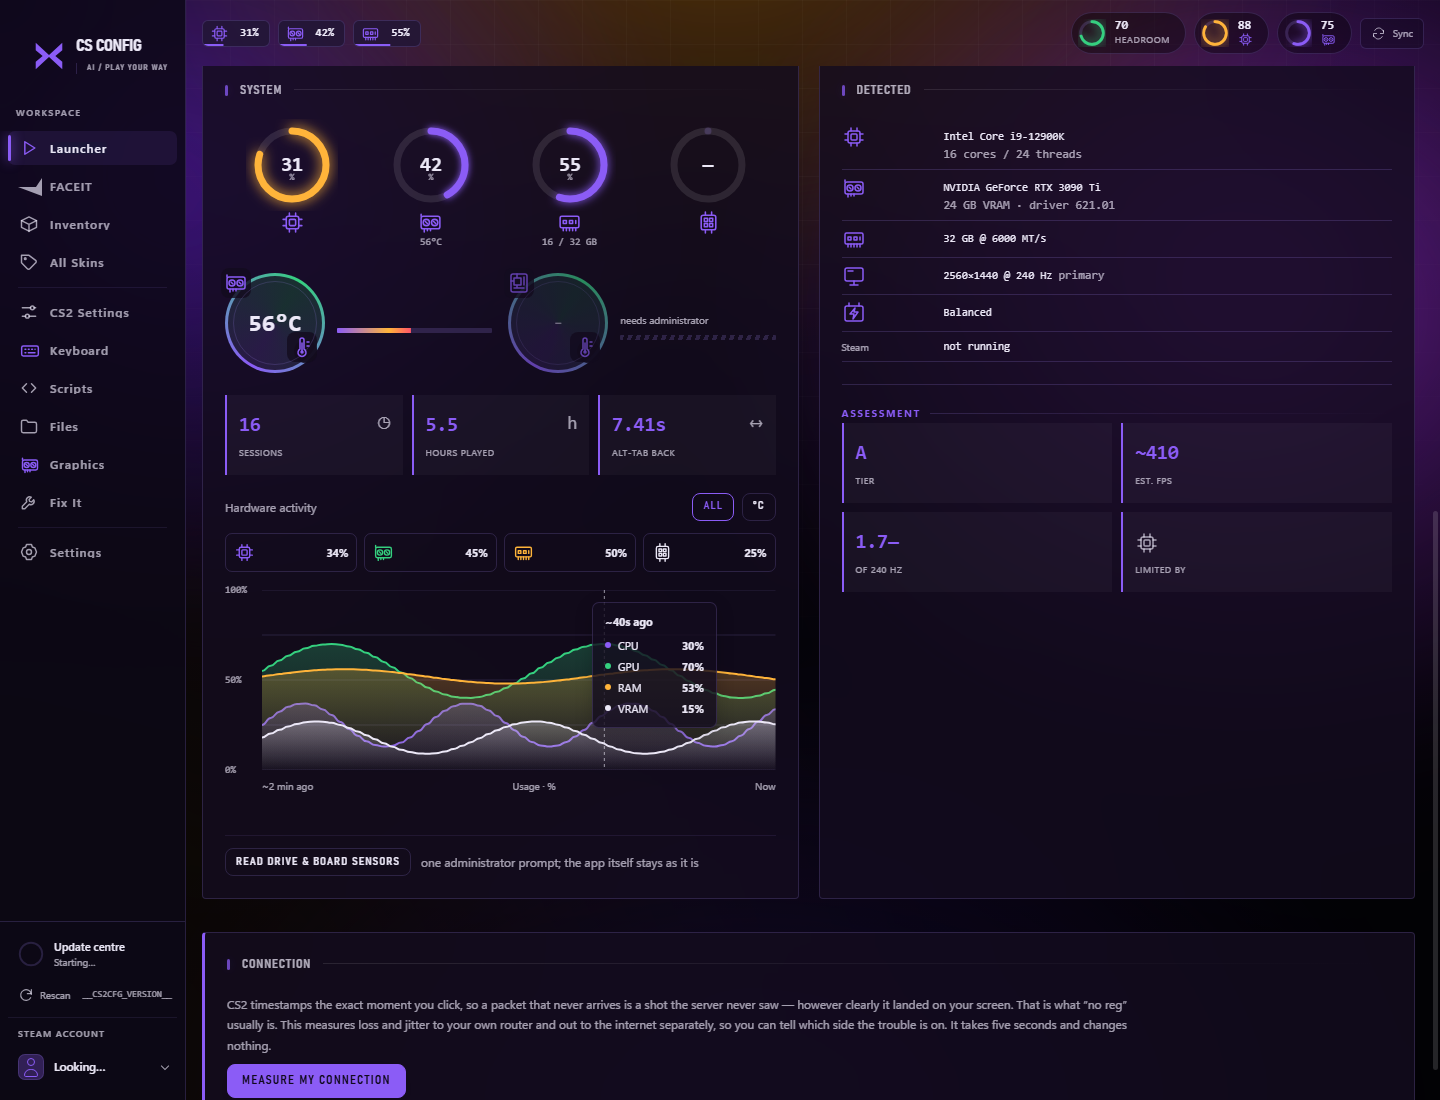 CS CONFIG
AI / PLAY YOUR WAY
31%
42%
55%
70
HEADROOM
88
75
Sync
WORKSPACE
Launcher
FACEIT
Inventory
All Skins
CS2 Settings
Keyboard
Scripts
Files
Graphics
Fix It
Settings
Update centre
Starting...
Rescan
__CS2CFG_VERSION__
STEAM ACCOUNT
Looking...
SYSTEM
31
%
42
%
55
%
—
56°C
16 / 32 GB
56°C
–
needs administrator
16
SESSIONS
5.5
h
HOURS PLAYED
7.41s
ALT-TAB BACK
Hardware activity
ALL
°C
34%
45%
50%
25%
100%
50%
0%
~40s ago
CPU 30%
GPU 70%
RAM 53%
VRAM 15%
~2 min ago
Usage · %
Now
READ DRIVE & BOARD SENSORS
one administrator prompt; the app itself stays as it is
DETECTED
Intel Core i9-12900K
16 cores / 24 threads
NVIDIA GeForce RTX 3090 Ti
24 GB VRAM · driver 621.01
32 GB @ 6000 MT/s
2560×1440 @ 240 Hz primary
Balanced
Steam not running
ASSESSMENT
A
TIER
~410
EST. FPS
1.7—
OF 240 HZ
LIMITED BY
CONNECTION
CS2 timestamps the exact moment you click, so a packet that never arrives is a shot the server never saw — however clearly it landed on your screen. That is what “no reg”
usually is. This measures loss and jitter to your own router and out to the internet separately, so you can tell which side the trouble is on. It takes five seconds and changes
nothing.
MEASURE MY CONNECTION